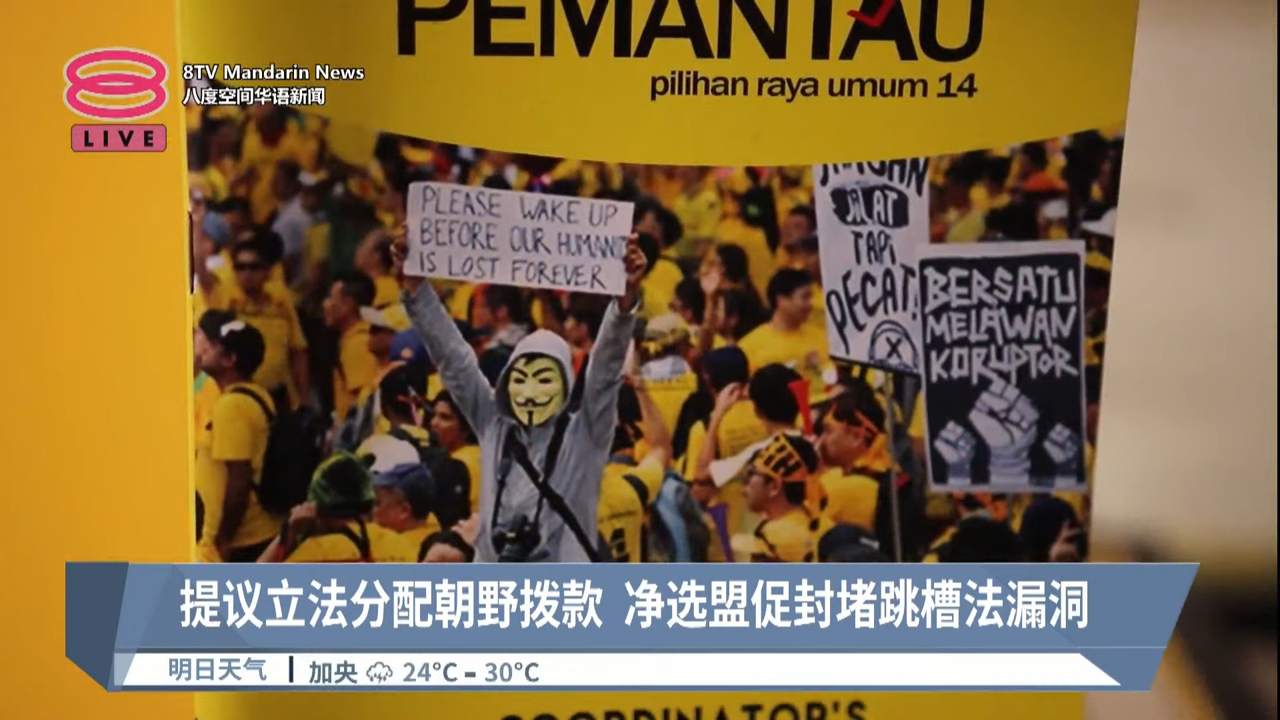 PEMANTAU
pilihan raya umum 14
8TV Mandarin News
八度空间华语新闻
LIVE
PLEASE WAKE UP
BEFORE OUR HUMANI
IS LOST FOREVER
JALAT
TAPI
PECAT
BERSATU
MELAWAN
KORUPTOR
提议立法分配朝野拨款 净选盟促封堵跳槽法漏洞
明日天气 | 加央 24°C - 30°C
COORDINATOR'S